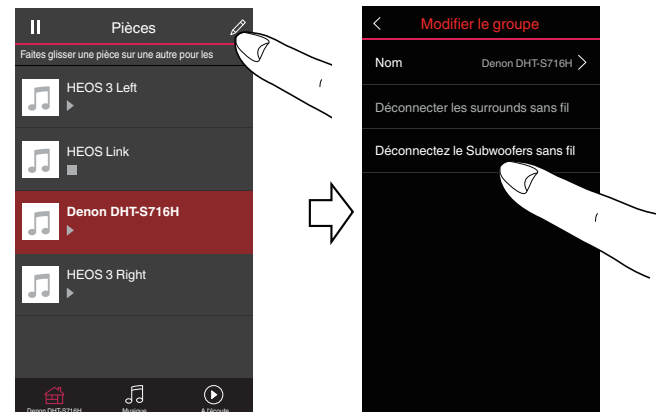 Pièces
Faites glisser une pièce sur une autre pour les
HEOS 3 Left
HEOS Link
Denon DHT-S716H
HEOS 3 Right
Denon DHT-S716H
Musique
A l'écoute
Modifier le groupe
Nom
Denon DHT-S716H
Déconnecter les surrounds sans fil
Déconnectez le Subwoofers sans fil